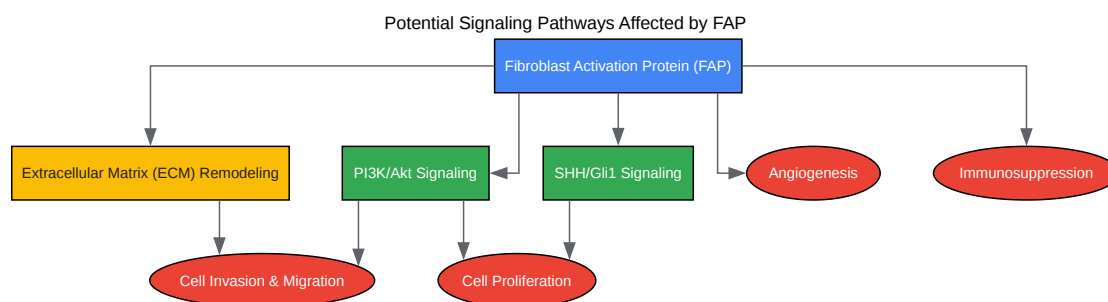 Potential Signaling Pathways Affected by FAP
Fibroblast Activation Protein (FAP)
Extracellular Matrix (ECM) Remodeling
PI3K/Akt Signaling
SHH/Gli1 Signaling
Angiogenesis
Immunosuppression
Cell Invasion & Migration
Cell Proliferation